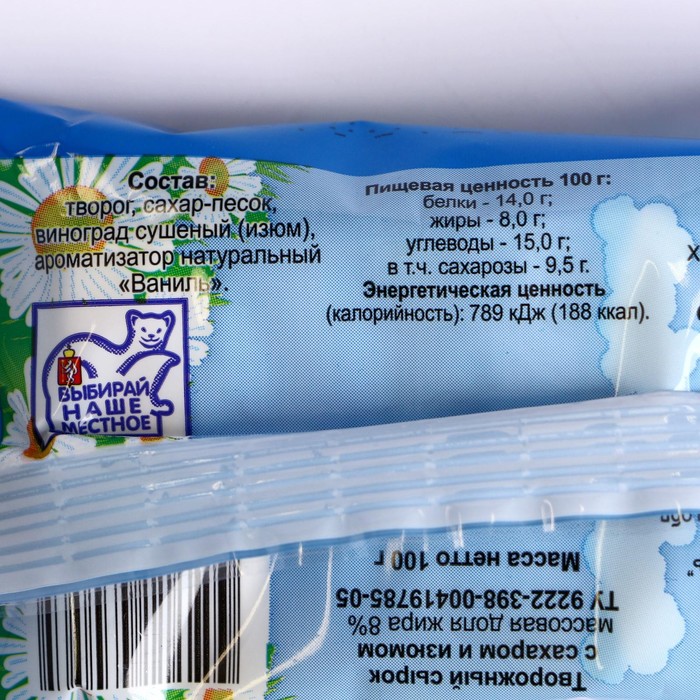 Состав:
творог, сахар-песок,
виноград сушеный (изюм),
ароматизатор натуральный
«Ваниль».
ВЫБИРАЙ
НАШЕ
МЕСТНОЕ
Пищевая ценность 100 г:
белки - 14,0 г;
жиры - 8,0 г;
углеводы - 15,0 г;
в т.ч. сахарозы - 9,5 г.
Энергетическая ценность
(калорийность): 789 кДж (188 ккал).
Творожный сырок
с сахаром и изюмом
массовая доля жира 8%
ТУ 9222-398-00419785-05
Масса нетто 100 г